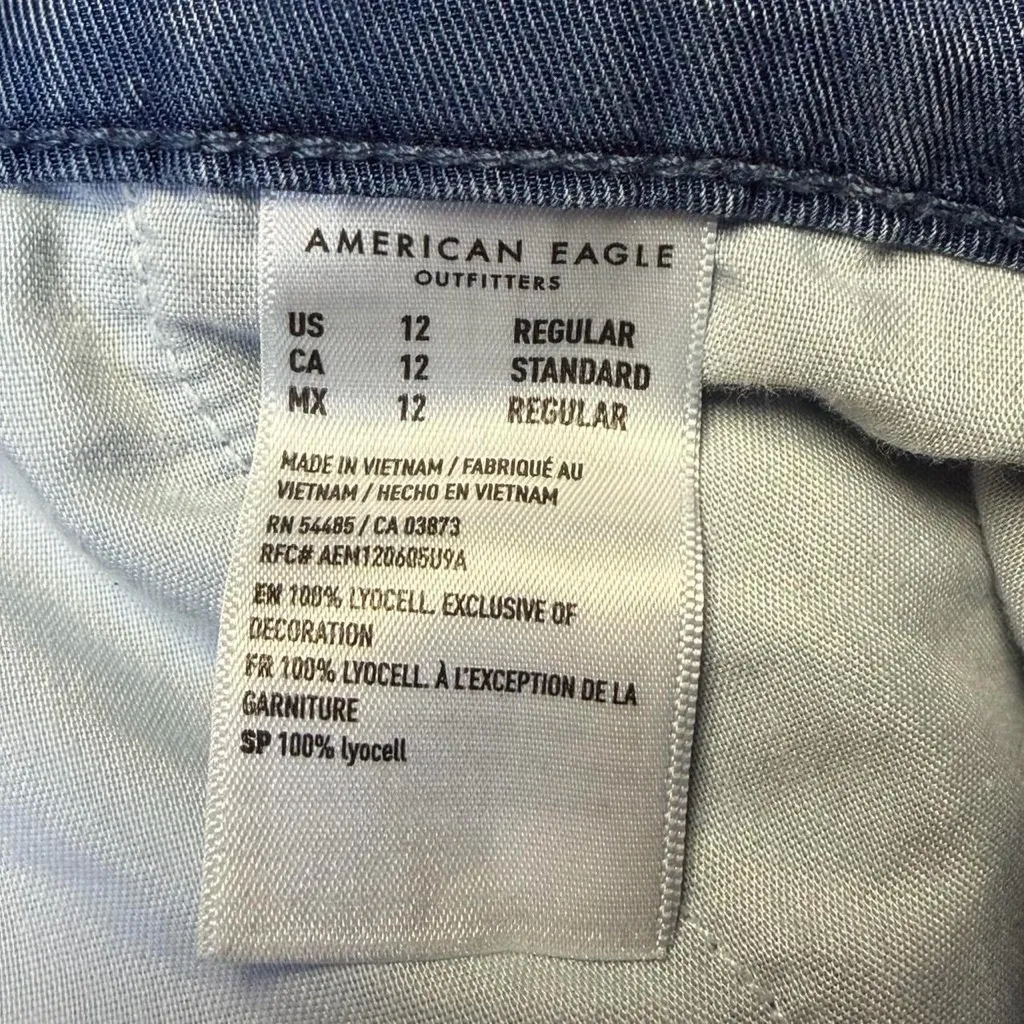 AMERICAN EAGLE
OUTFITTERS
US 12 REGULAR
CA 12 STANDARD
MX 12 REGULAR
MADE IN VIETNAM / FABRIQUÉ AU
VIETNAM / HECHO EN VIETNAM
RN 54485 / CA 03873
RFC# AEM120605U9A
EN 100% LYOCELL. EXCLUSIVE OF
DECORATION
FR 100% LYOCELL. À L'EXCEPTION DE LA
GARNITURE
SP 100% lyocell